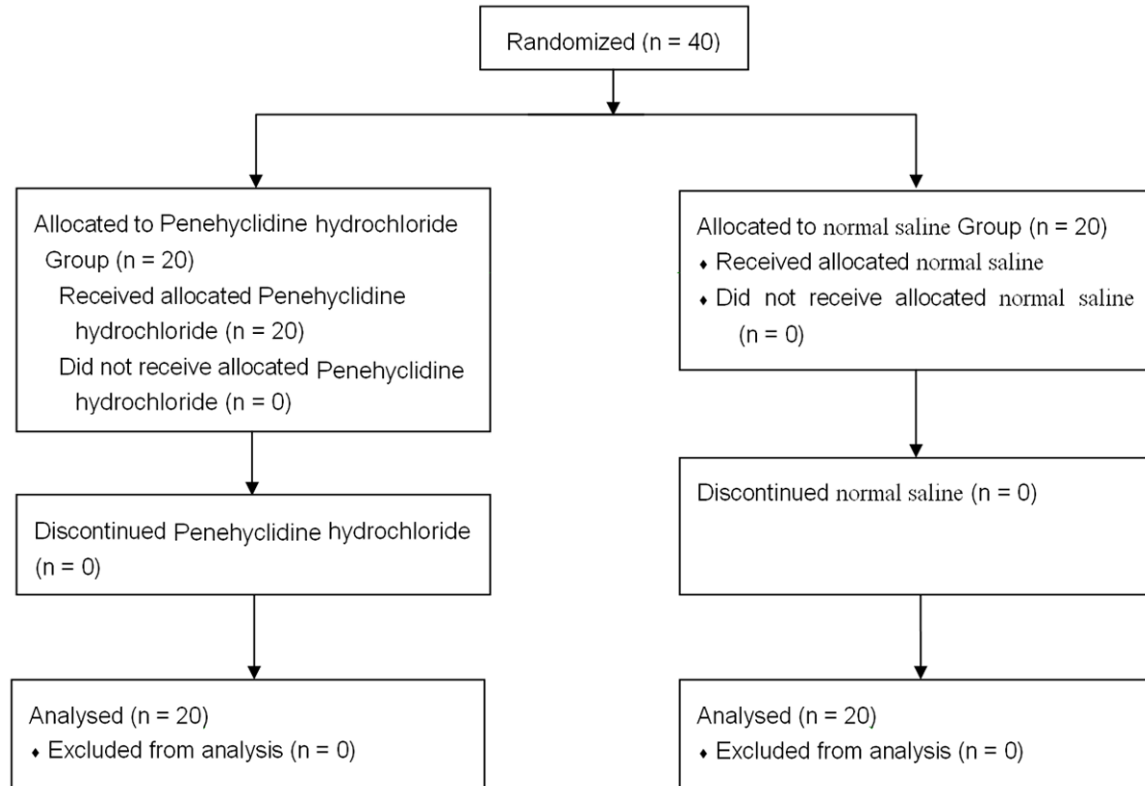 Randomized (n = 40)
Allocated to Penehyclidine hydrochloride
Group (n = 20)
Received allocated Penehyclidine
hydrochloride (n = 20)
Did not receive allocated Penehyclidine
hydrochloride (n = 0)
Allocated to normal saline Group (n = 20)
♦ Received allocated normal saline
♦ Did not receive allocated normal saline
(n = 0)
Discontinued Penehyclidine hydrochloride
(n = 0)
Discontinued normal saline (n = 0)
Analysed (n = 20)
♦ Excluded from analysis (n = 0)
Analysed (n = 20)
♦ Excluded from analysis (n = 0)